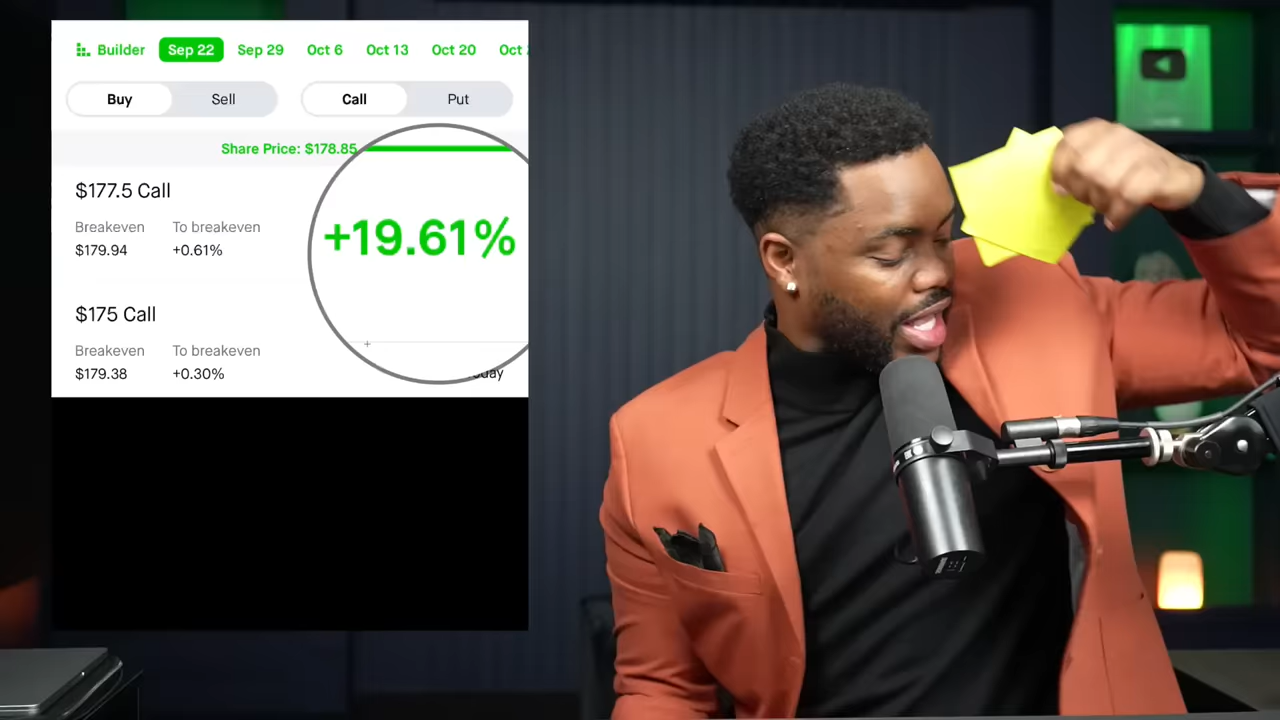 Builder Sep 22 Sep 29 Oct 6 Oct 13 Oct 20 Oct
Buy Sell Call Put
Share Price: $178.85
+19.61%
$177.5 Call
Breakeven To breakeven
$179.94 +0.61%
$175 Call
Breakeven To breakeven
$179.38 +0.30%